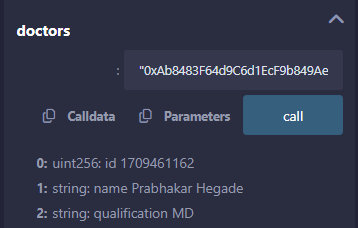 doctors
: "0xAb8483F64d9C6d1EcF9b849Ae
Calldata Parameters call
0: uint256: id 1709461162
1: string: name Prabhakar Hegade
2: string: qualification MD